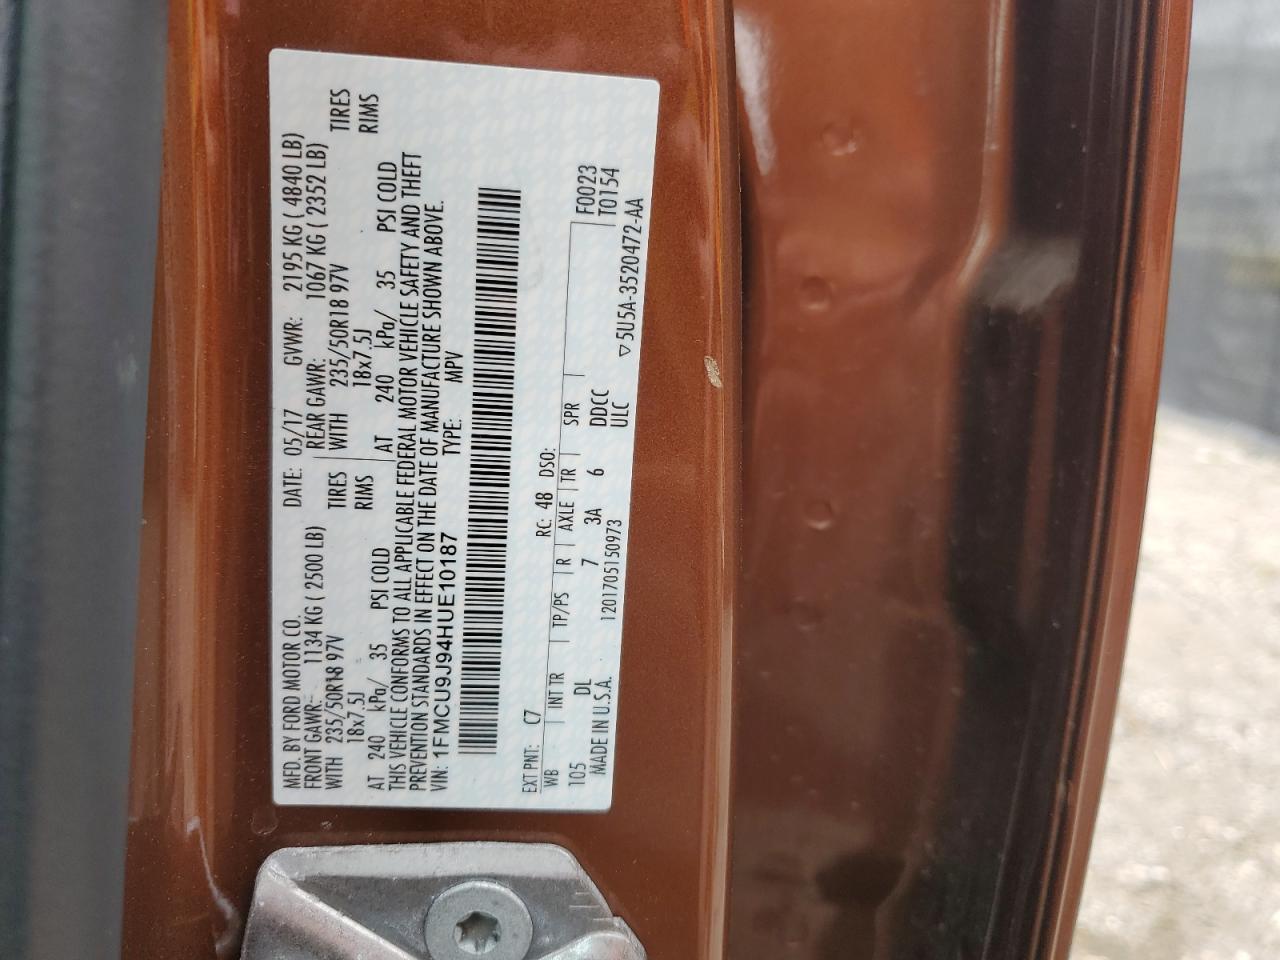 MFD. BY FORD MOTOR CO. DATE: 05/17 GVWR: 2195 KG ( 4840 LB)
FRONT GAWR: 1134 KG ( 2500 LB) REAR GAWR: 1067 KG ( 2352 LB)
WITH 235/50R18 97V TIRES WITH 235/50R18 97V TIRES
18x7.5J RIMS 18x7.5J RIMS
AT 240 kPa/ 35 PSI COLD AT 240 kPa/ 35 PSI COLD
THIS VEHICLE CONFORMS TO ALL APPLICABLE FEDERAL MOTOR VEHICLE SAFETY AND THEFT
PREVENTION STANDARDS IN EFFECT ON THE DATE OF MANUFACTURE SHOWN ABOVE.
VIN: 1FMCU9J94HUE10187 TYPE: MPV
EXT PNT: C7 RC: 48 DSO:
WB INT TR TP/PS R AXLE TR SPR F0023
105 DL 7 3A 6 DDCC T0154
ULC
MADE IN U.S.A. 1201705150973 ▽5U5A-3520472-AA